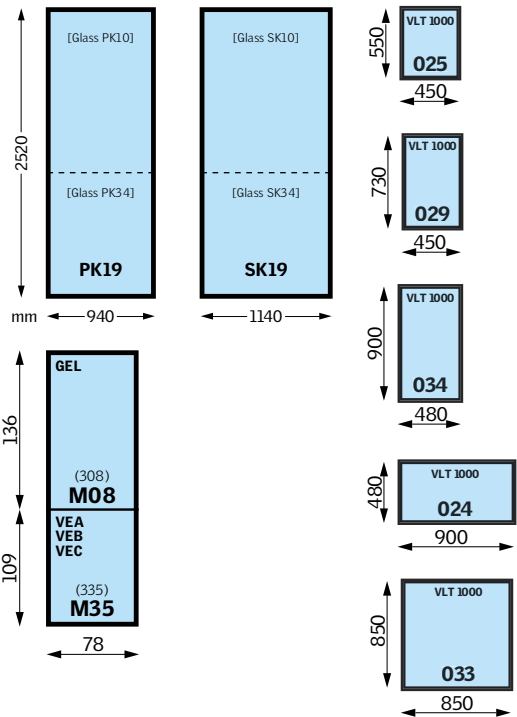 [Glass PK10]
[Glass PK34]
PK19
2520
mm
940
[Glass SK10]
[Glass SK34]
SK19
1140
GEL
(308)
M08
136
VEA
VEB
VEC
(335)
M35
109
78
VLT 1000
025
550
450
VLT 1000
029
730
450
VLT 1000
034
900
480
VLT 1000
024
480
900
VLT 1000
033
850
850